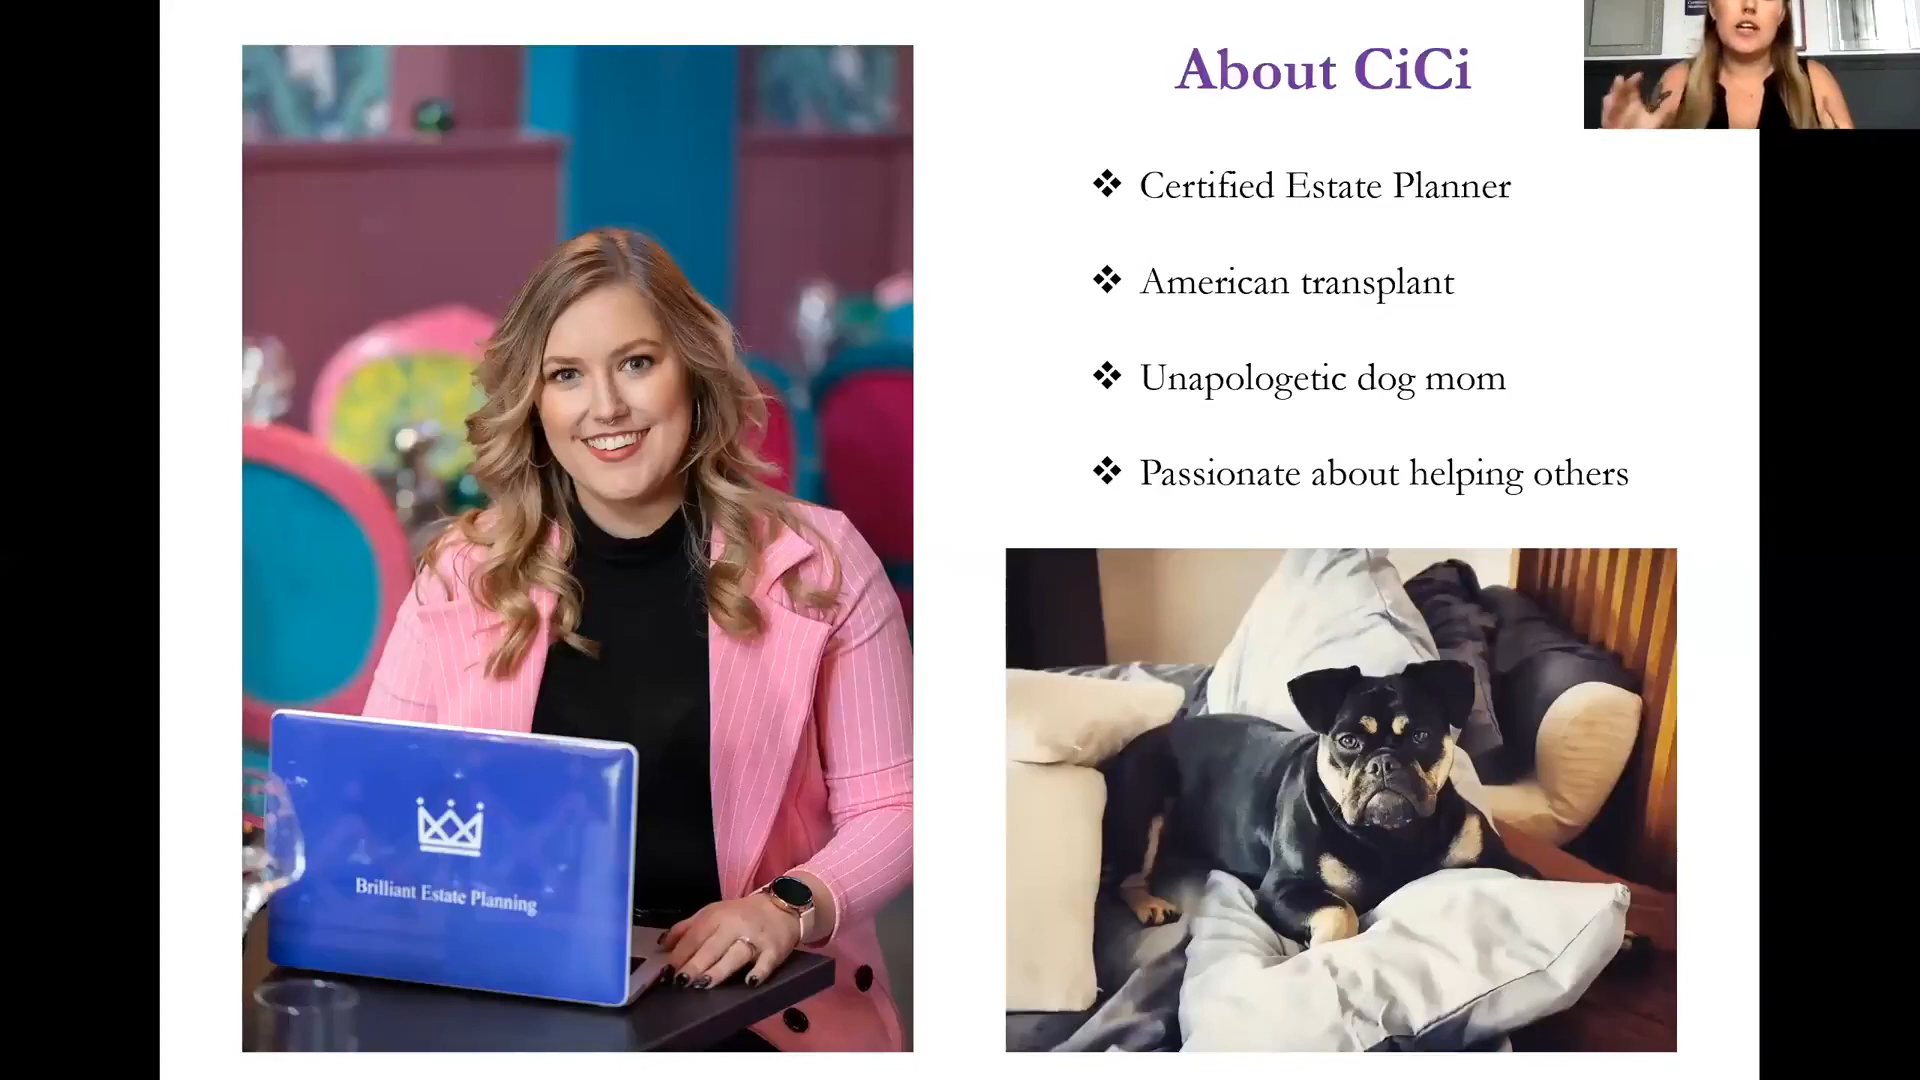 About CiCi
Certified Estate Planner
American transplant
Unapologetic dog mom
Passionate about helping others
Brilliant Estate Planning